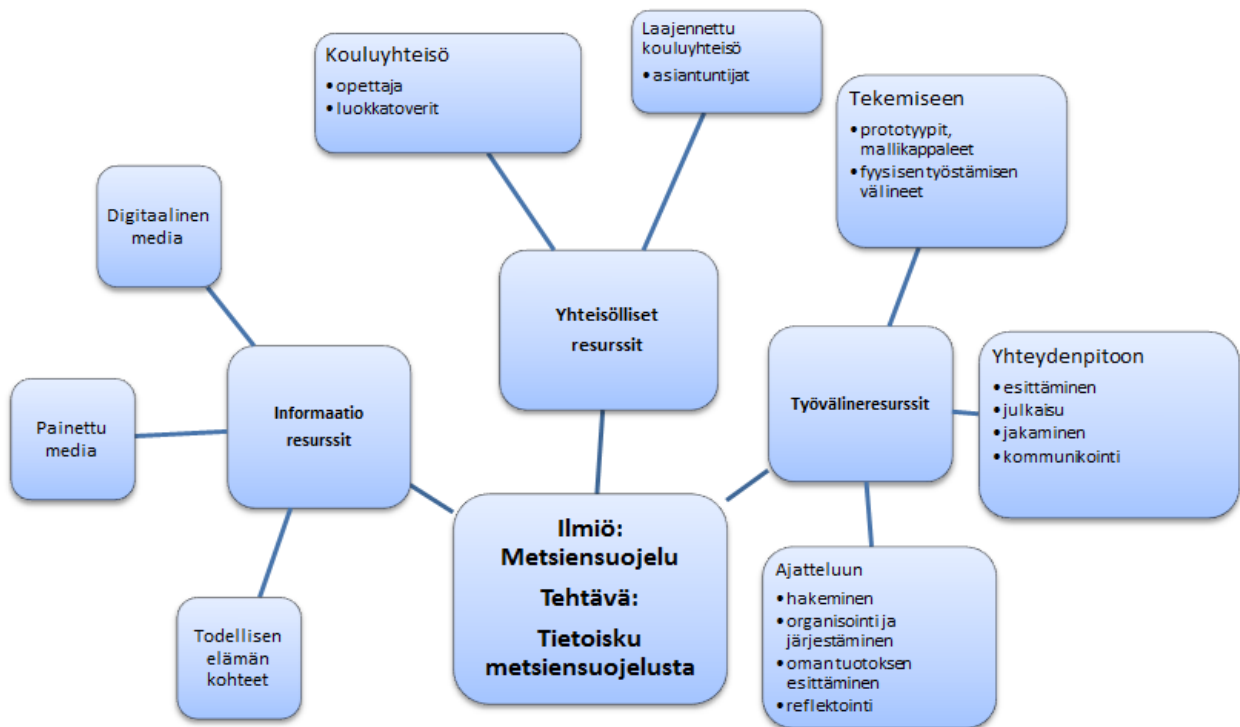 Kouluyhteisö
• opettaja
• luokkatoverit
Laajennettu
kouluyhteisö
• asiantuntijat
Tekemiseen
• prototyypit,
mallikappaleet
• fyysisen työstämisen
välineet
Digitaalinen
media
Yhteisölliset
resurssit
Painettu
media
Informaatio
resurssit
Työvälineresurssit
Yhteydenpitoon
• esittäminen
• julkaisu
• jakaminen
• kommunikointi
Todellisen
elämän
kohteet
Ilmiö:
Metsiensuojelu
Tehtävä:
Tietoisku
metsiensuojelusta
Ajatteluun
• hakeminen
• organisointi ja
järjestäminen
• oman tuotoksen
esittäminen
• reflektointi